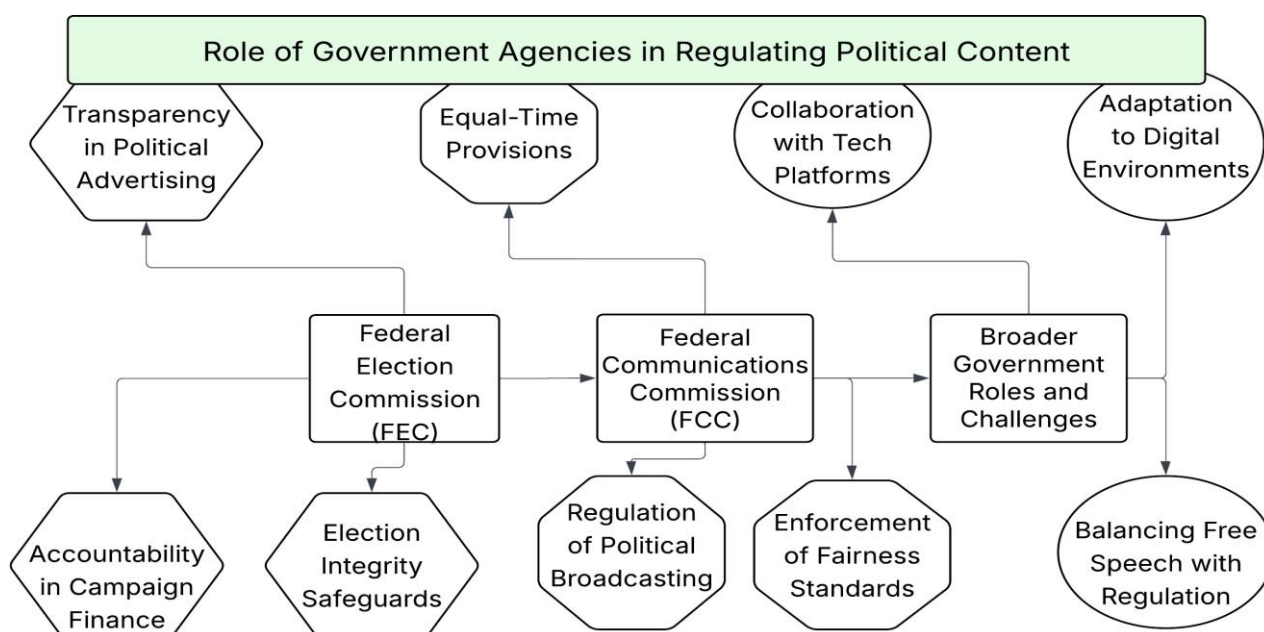 Role of Government Agencies in Regulating Political Content
Transparency
in Political
Advertising
Equal-Time
Provisions
Collaboration
with Tech
Platforms
Adaptation
to Digital
Environments
Federal
Election
Commission
(FEC)
Federal
Communications
Commission
(FCC)
Broader
Government
Roles and
Challenges
Accountability
in Campaign
Finance
Election
Integrity
Safeguards
Regulation
of Political
Broadcasting
Enforcement
of Fairness
Standards
Balancing Free
Speech with
Regulation